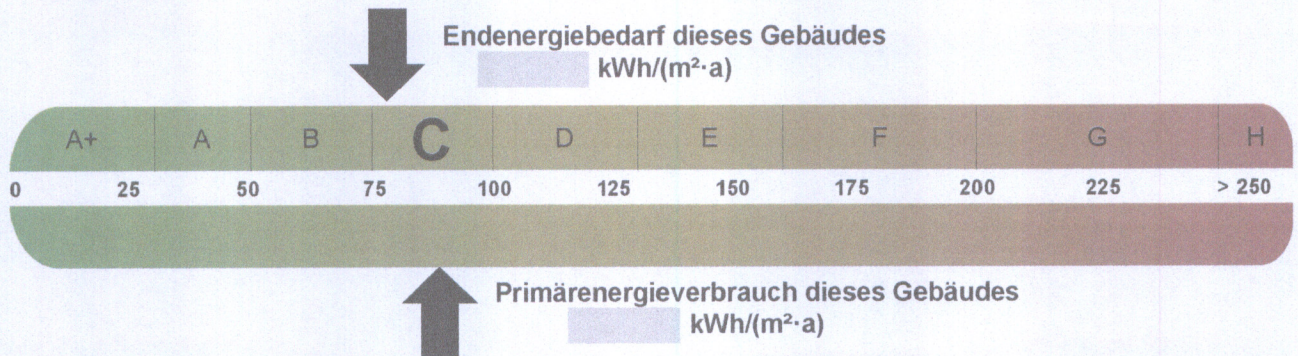 Endenergiebedarf dieses Gebäudes
kWh/(m²·a)
A+ A B C D E F G H
0 25 50 75 100 125 150 175 200 225 > 250
Primärenergieverbrauch dieses Gebäudes
kWh/(m²·a)